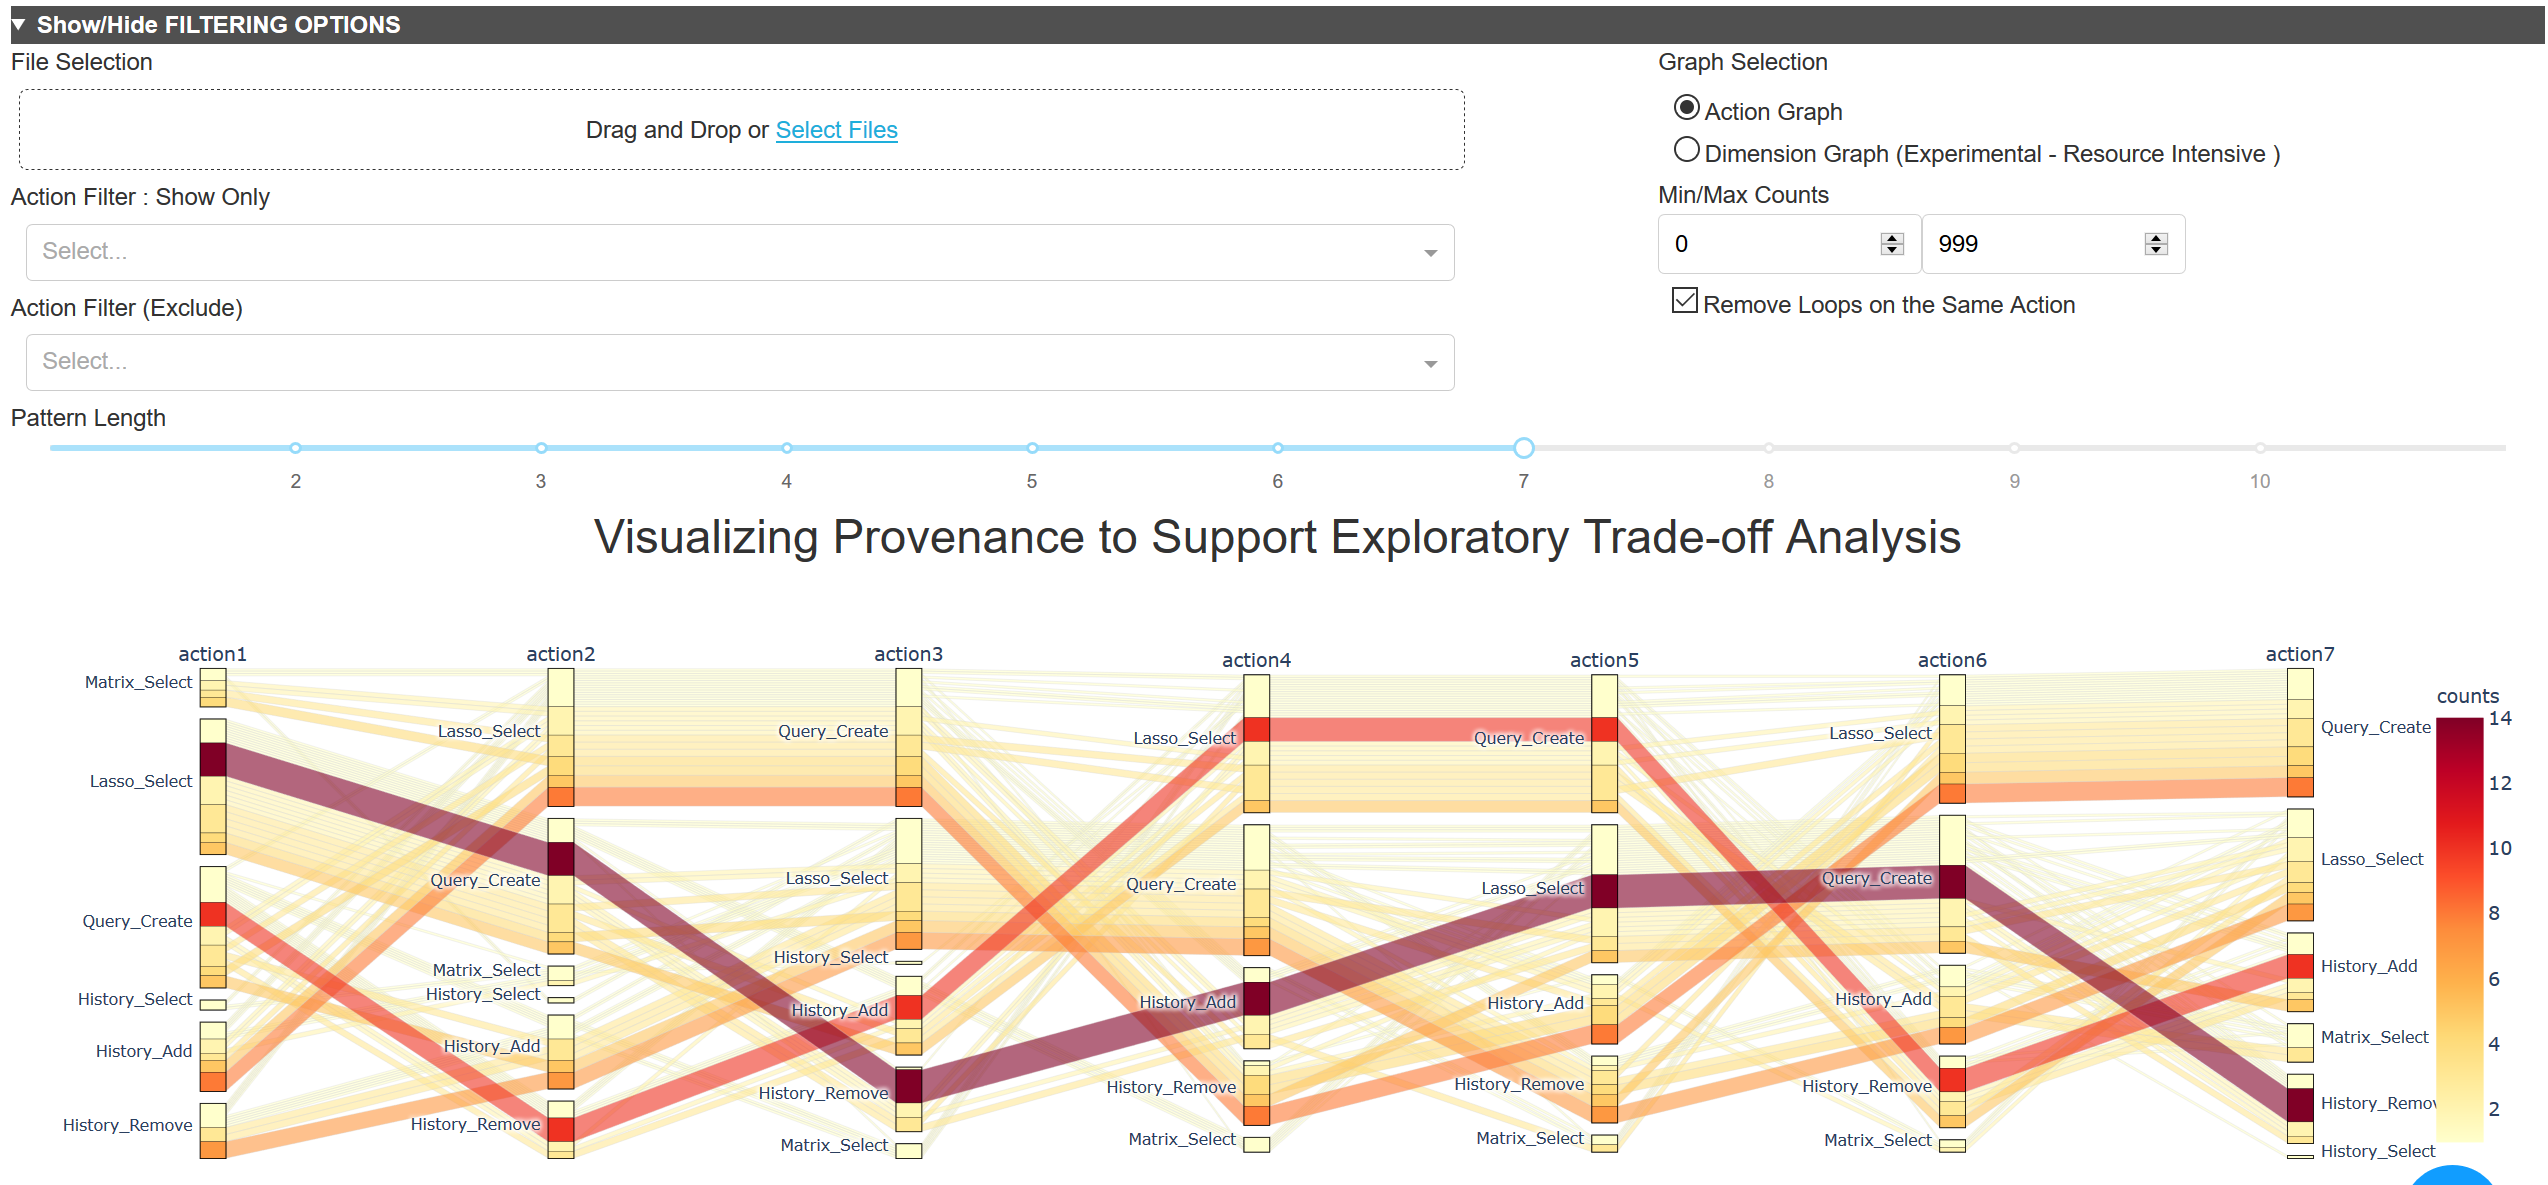 Show/Hide FILTERING OPTIONS
File Selection
Drag and Drop or Select Files
Action Filter : Show Only
Select...
Action Filter (Exclude)
Select...
Graph Selection
Action Graph
Dimension Graph (Experimental - Resource Intensive )
Min/Max Counts
0
999
Remove Loops on the Same Action
Pattern Length
2 3 4 5 6 7 8 9 10
Visualizing Provenance to Support Exploratory Trade-off Analysis
action1
Matrix_Select
Lasso_Select
Query_Create
History_Select
History_Add
History_Remove
action2
Lasso_Select
Query_Create
Matrix_Select
History_Select
History_Add
History_Remove
action3
Query_Create
Lasso_Select
History_Select
History_Add
History_Remove
Matrix_Select
action4
Lasso_Select
Query_Create
History_Add
History_Remove
Matrix_Select
action5
Query_Create
Lasso_Select
History_Add
History_Remove
Matrix_Select
action6
Lasso_Select
Query_Create
History_Add
History_Remove
Matrix_Select
action7
Query_Create
Lasso_Select
History_Add
Matrix_Select
History_Remov
History_Select
counts
14
12
10
8
6
4
2